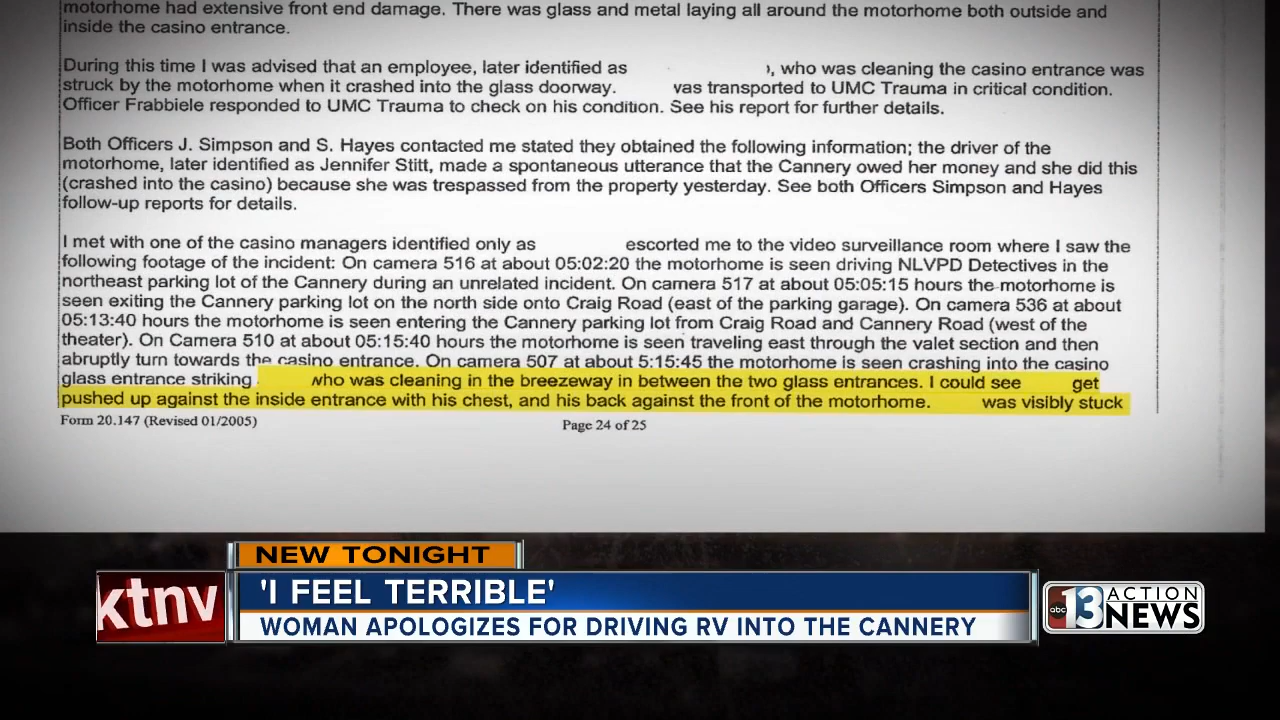 motorhome had extensive front end damage. There was glass and metal laying all around the motorhome both outside and
inside the casino entrance.
During this time I was advised that an employee, later identified as , who was cleaning the casino entrance was
struck by the motorhome when it crashed into the glass doorway. was transported to UMC Trauma in critical condition.
Officer Frabbiele responded to UMC Trauma to check on his condition. See his report for further details.
Both Officers J. Simpson and S. Hayes contacted me stated they obtained the following information; the driver of the
motorhome, later identified as Jennifer Stitt, made a spontaneous utterance that the Cannery owed her money and she did this
(crashed into the casino) because she was trespassed from the property yesterday. See both Officers Simpson and Hayes
follow-up reports for details.
I met with one of the casino managers identified only as escorted me to the video surveillance room where I saw the
following footage of the incident: On camera 516 at about 05:02:20 the motorhome is seen driving NLVPD Detectives in the
northeast parking lot of the Cannery during an unrelated incident. On camera 517 at about 05:05:15 hours the motorhome is
seen exiting the Cannery parking lot on the north side onto Craig Road (east of the parking garage). On camera 536 at about
05:13:40 hours the motorhome is seen entering the Cannery parking lot from Craig Road and Cannery Road (west of the
theater). On Camera 510 at about 05:15:40 hours the motorhome is seen traveling east through the valet section and then
abruptly turn towards the casino entrance. On camera 507 at about 5:15:45 the motorhome is seen crashing into the casino
glass entrance striking who was cleaning in the breezeway in between the two glass entrances. I could see get
pushed up against the inside entrance with his chest, and his back against the front of the motorhome. was visibly stuck
Form 20.147 (Revised 01/2005) Page 24 of 25
NEW TONIGHT
ktnv 'I FEEL TERRIBLE'
WOMAN APOLOGIZES FOR DRIVING RV INTO THE CANNERY
abc 13 ACTION NEWS